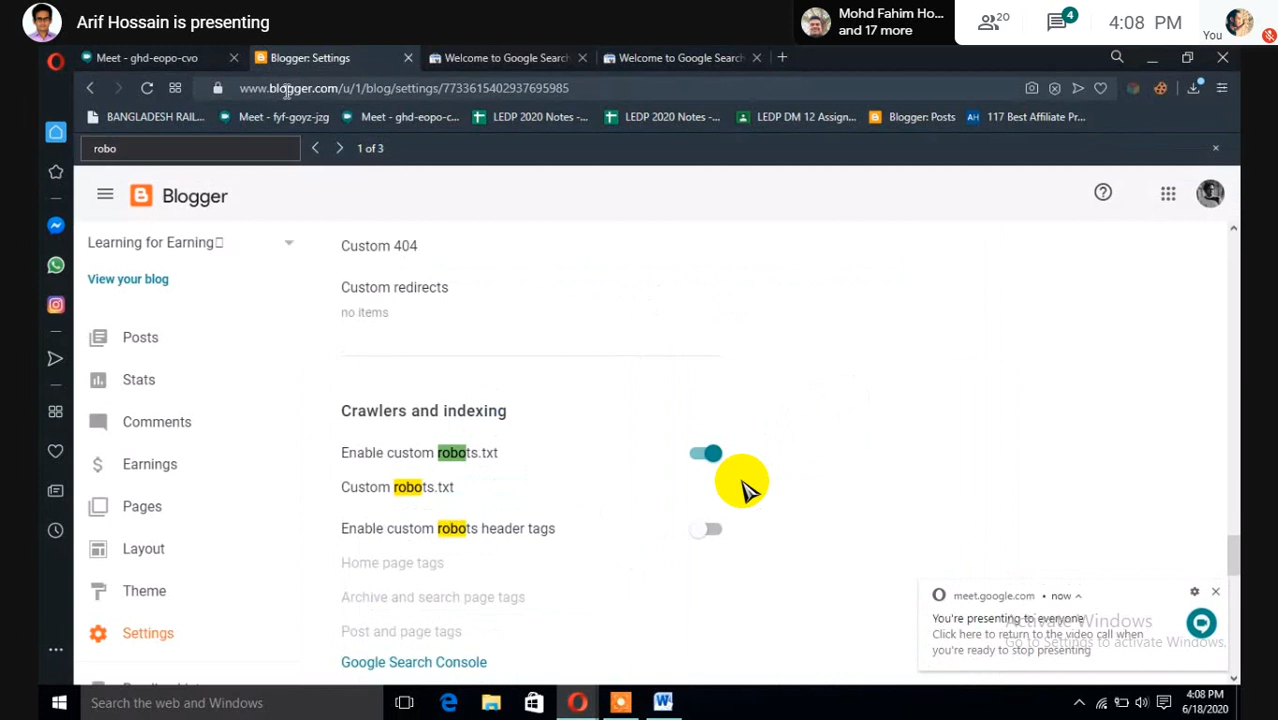 Arif Hossain is presenting
Mohd Fahim Ho...
and 17 more
20
4
4:08 PM
You
Meet - ghd-eopo-cvo
Blogger: Settings
Welcome to Google Search
Welcome to Google Search
www.blogger.com/u/1/blog/settings/7733615402937695985
BANGLADESH RAIL...
Meet - fyf-goyz-jzg
Meet - ghd-eopo-c...
LEDP 2020 Notes -...
LEDP 2020 Notes -...
LEDP DM 12 Assign...
Blogger: Posts
117 Best Affiliate Pr...
robo
1 of 3
Blogger
Learning for Earning
View your blog
Posts
Stats
Comments
Earnings
Pages
Layout
Theme
Settings
Custom 404
Custom redirects
no items
Crawlers and indexing
Enable custom robots.txt
Custom robots.txt
Enable custom robots header tags
Home page tags
Archive and search page tags
Post and page tags
Google Search Console
meet.google.com • now
You're presenting to everyone
Click here to return to the video call when
you're ready to stop presenting
Activate Windows
Go to Settings to activate Windows.
Search the web and Windows
4:08 PM
6/18/2020